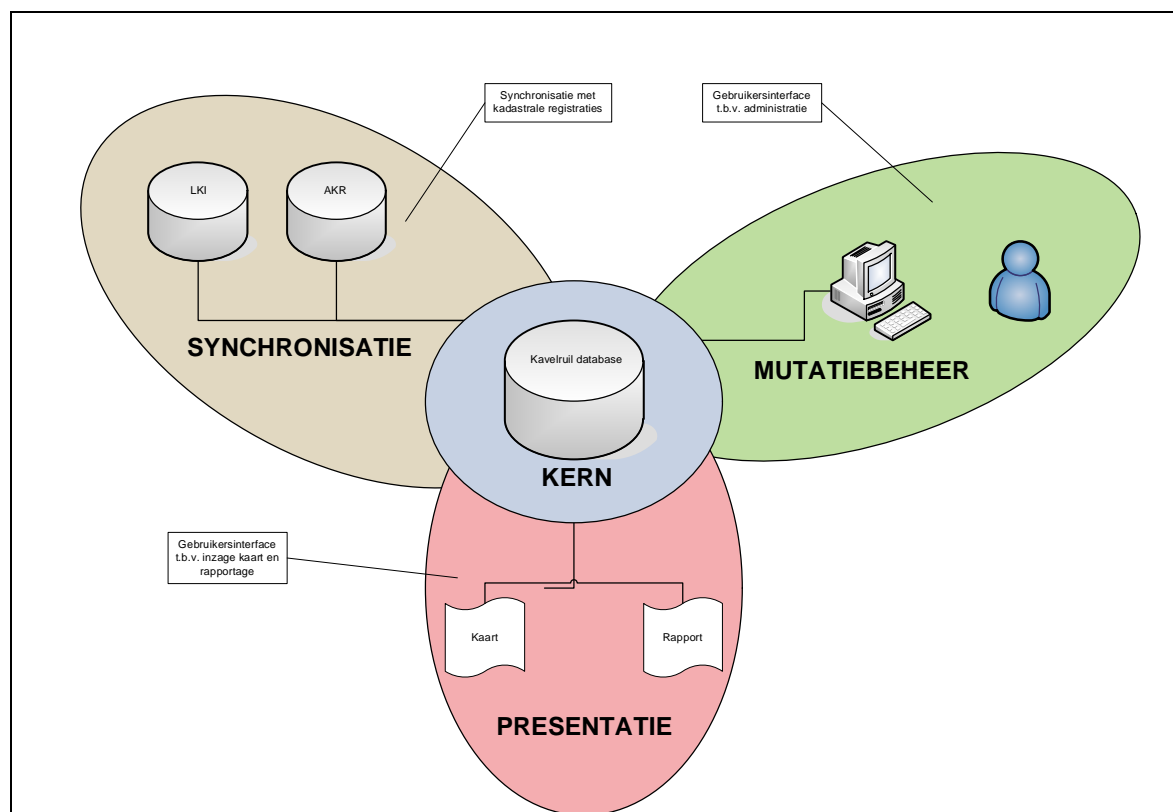 Synchronisatie met
kadastrale registraties
Gebruikersinterface
t.b.v. administratie
LKI
AKR
SYNCHRONISATIE
Kavelruil database
KERN
MUTATIEBEHEER
Gebruikersinterface
t.b.v. inzage kaart en
rapportage
Kaart
Rapport
PRESENTATIE